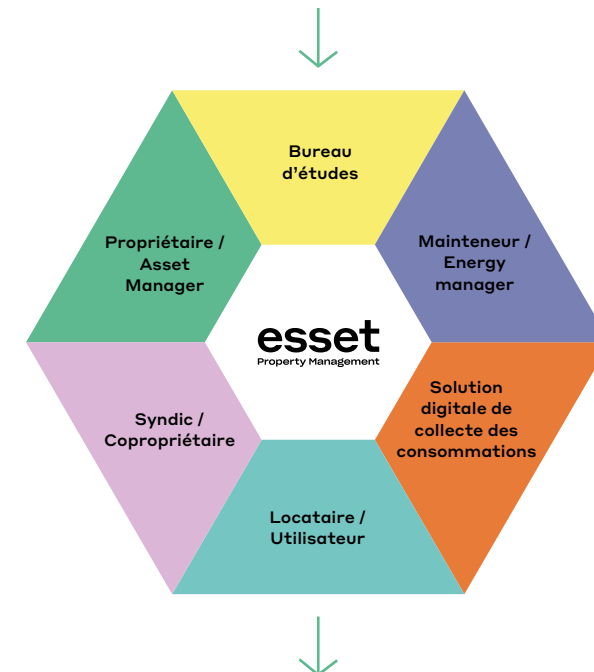 Bureau
d’études
Propriétaire /
Asset
Manager
Mainteneur /
Energy
manager
esset
Property Management
Solution
digitale de
collecte des
consommations
Syndic /
Copropriétaire
Locataire /
Utilisateur